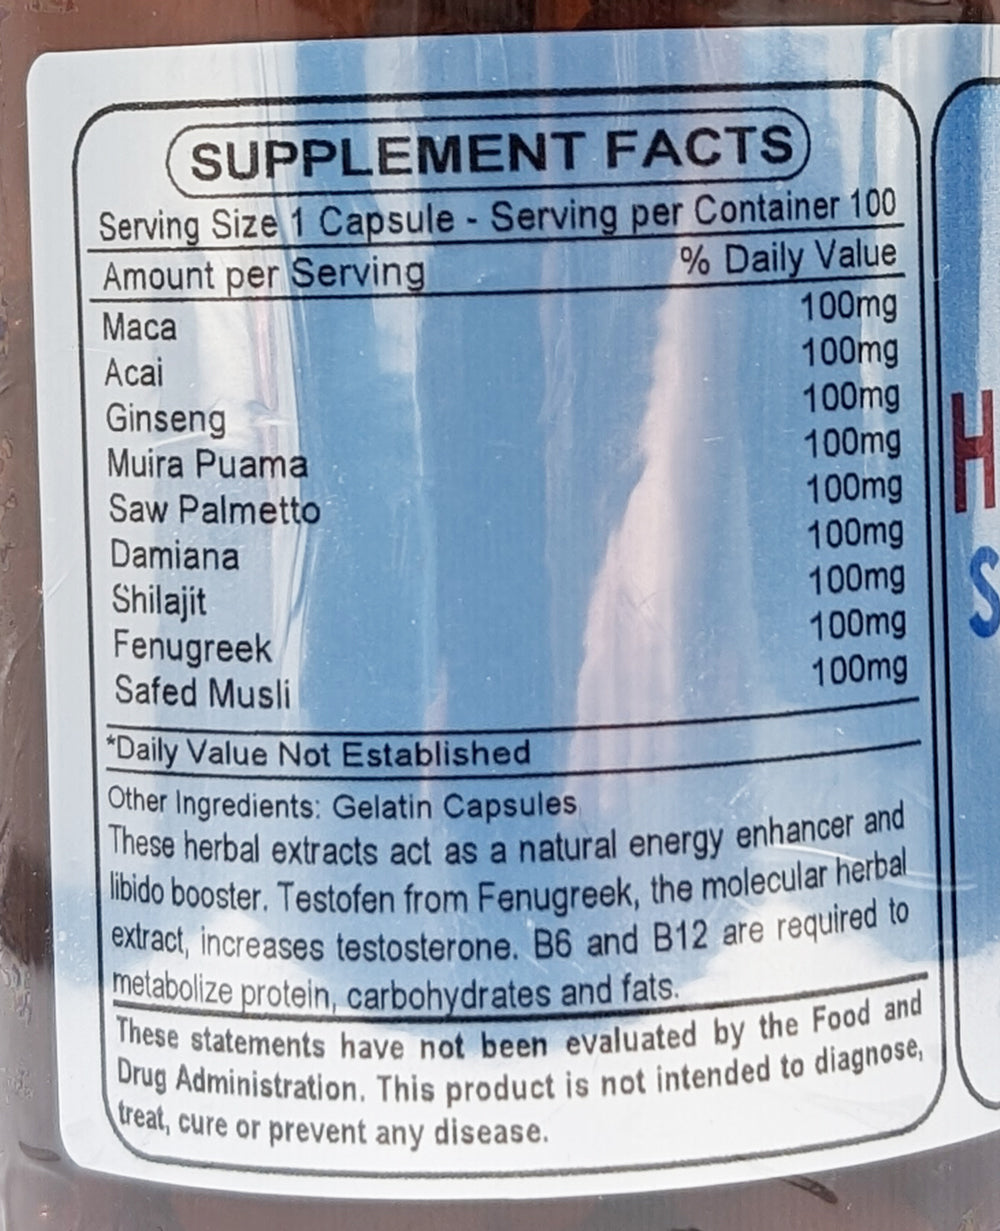 SUPPLEMENT FACTS
Serving Size 1 Capsule - Serving per Container 100
Amount per Serving % Daily Value
Maca 100mg
Acai 100mg
Ginseng 100mg
Muira Puama 100mg
Saw Palmetto 100mg
Damiana 100mg
Shilajit 100mg
Fenugreek 100mg
Safed Musli 100mg
*Daily Value Not Established
Other Ingredients: Gelatin Capsules
These herbal extracts act as a natural energy enhancer and
libido booster. Testofen from Fenugreek, the molecular herbal
extract, increases testosterone. B6 and B12 are required to
metabolize protein, carbohydrates and fats.
These statements have not been evaluated by the Food and
Drug Administration. This product is not intended to diagnose,
treat, cure or prevent any disease.
H
S